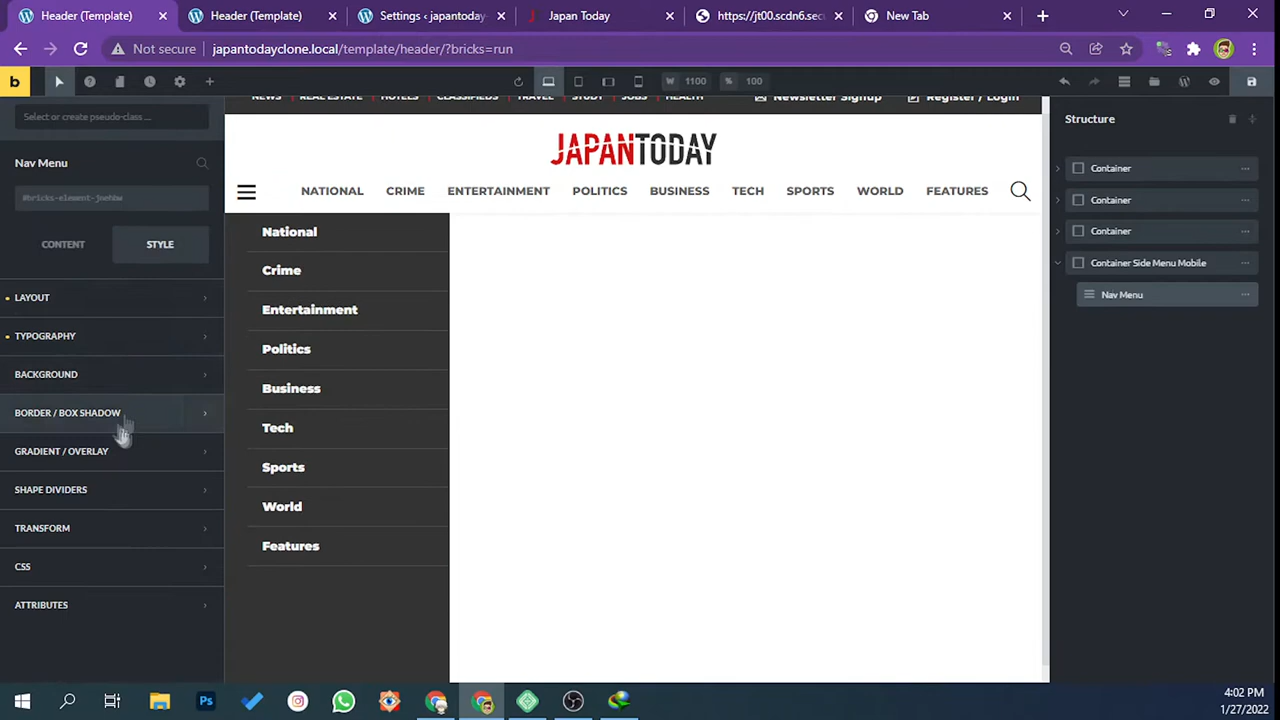 Header (Template)
Header (Template)
Settings ‹ japantoday-
Japan Today
https://jt00.scdn6.sec
New Tab
Not secure
japantodayclone.local/template/header/?bricks=run
b
W 1100
% 100
Select or create pseudo-class ...
Nav Menu
#bricks-element-jnehbw
CONTENT
STYLE
LAYOUT
TYPOGRAPHY
BACKGROUND
BORDER / BOX SHADOW
GRADIENT / OVERLAY
SHAPE DIVIDERS
TRANSFORM
CSS
ATTRIBUTES
NEWS
REAL ESTATE
HOTELS
CLASSIFIEDS
TRAVEL
STUDY
JOBS
HEALTH
Newsletter Signup
Register / Login
JAPANTODAY
NATIONAL
CRIME
ENTERTAINMENT
POLITICS
BUSINESS
TECH
SPORTS
WORLD
FEATURES
National
Crime
Entertainment
Politics
Business
Tech
Sports
World
Features
Structure
Container
Container
Container
Container Side Menu Mobile
Nav Menu
Ps
4:02 PM
1/27/2022